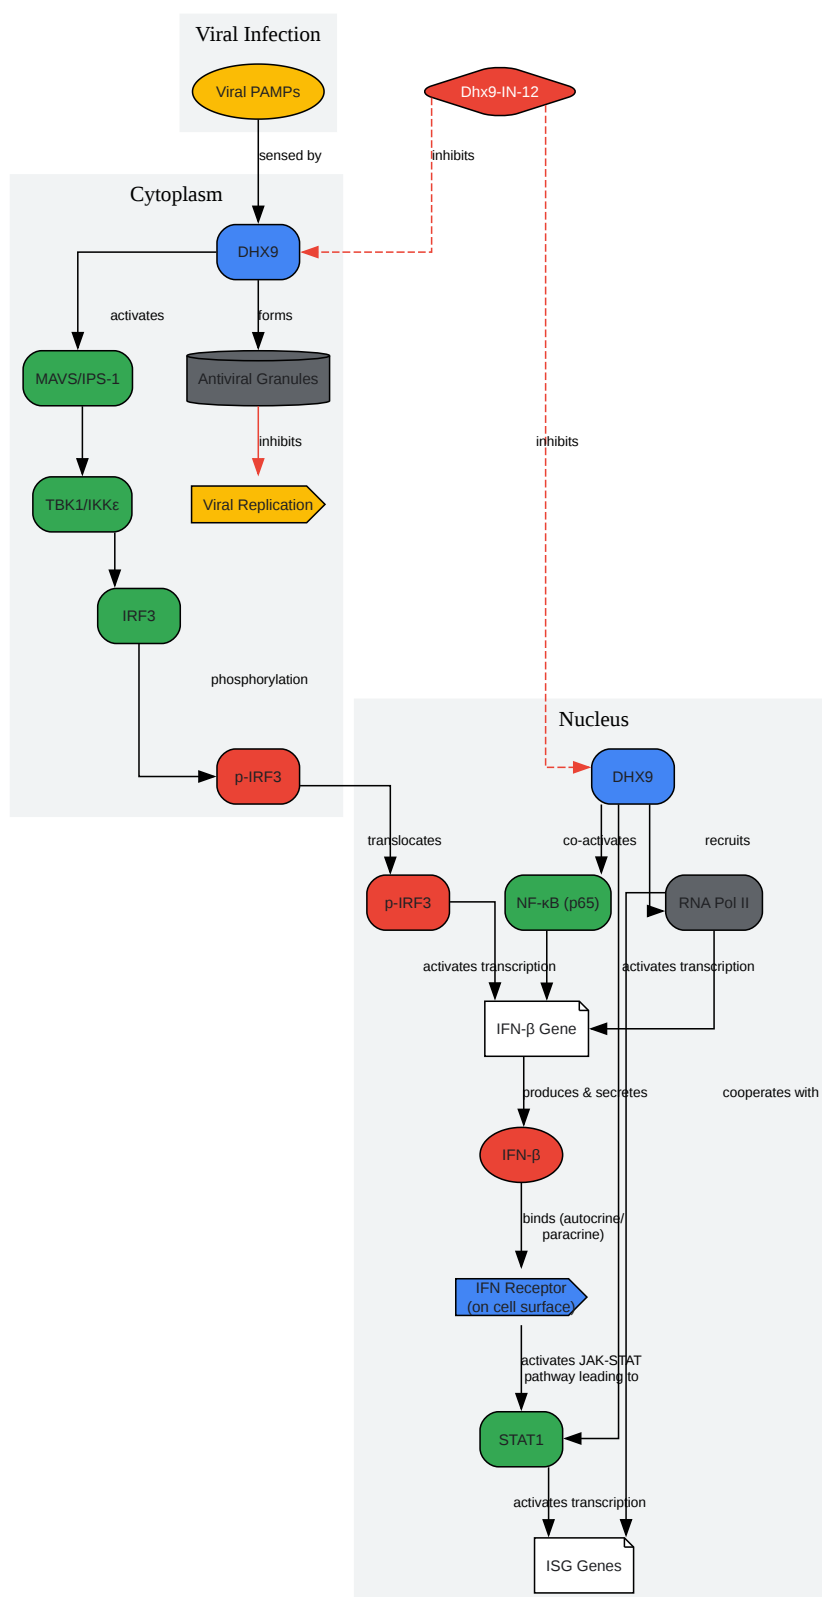 Viral Infection
Viral PAMPs
Dhx9-IN-12
sensed by
inhibits
Cytoplasm
DHX9
activates
forms
MAVS/IPS-1
Antiviral Granules
inhibits
inhibits
TBK1/IKKε
Viral Replication
IRF3
phosphorylation
Nucleus
p-IRF3
DHX9
translocates
co-activates
recruits
p-IRF3
NF-κB (p65)
RNA Pol II
activates transcription
activates transcription
IFN-β Gene
produces & secretes
cooperates with
IFN-β
binds (autocrine/
paracrine)
IFN Receptor
(on cell surface)
activates JAK-STAT
pathway leading to
STAT1
activates transcription
ISG Genes